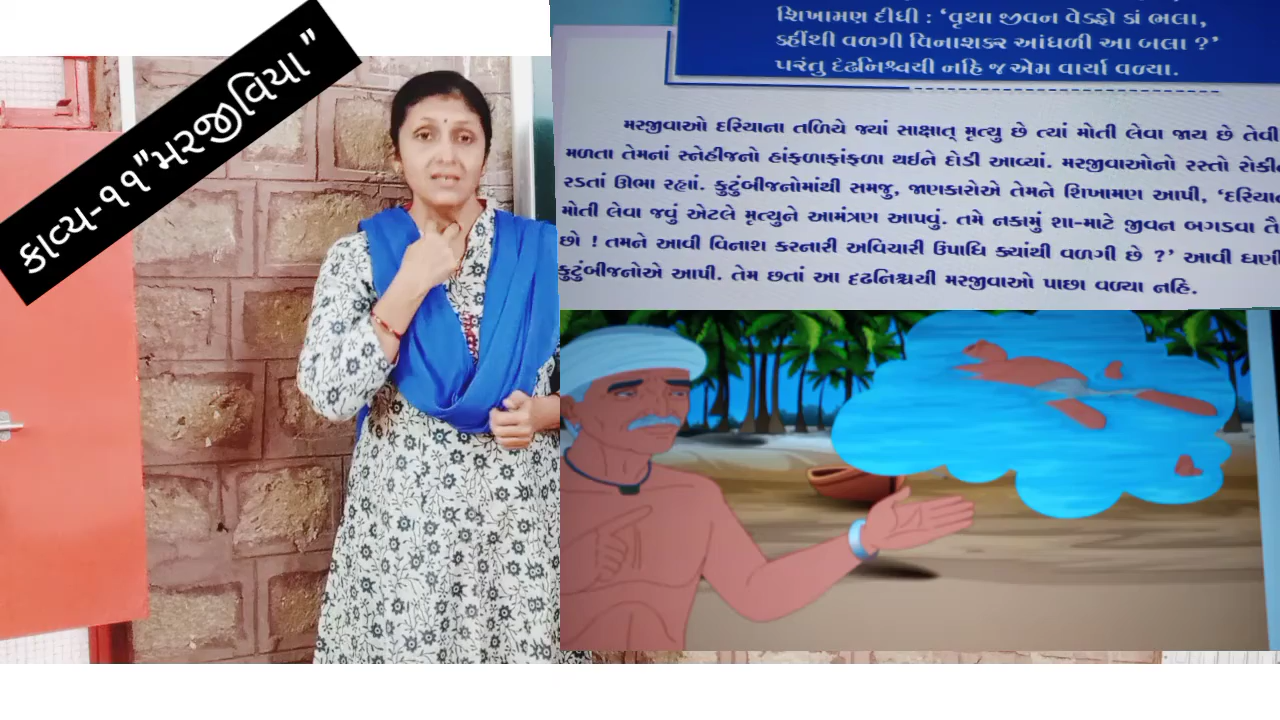 કાવ્ય-૧૧"મરજીવિયા"
શિખામણ દીધી : ‘વૃથા જીવન વેડફો કાં ભલા,
ક્હીંથી વળગી વિનાશકર આંધળી આ બલા ?’
પરંતુ દૃઢનિશ્ચયી નહિ જ એમ વાર્યા વળ્યા.
મરજીવાઓ દરિયાના તળિયે જ્યાં સાક્ષાત્ મૃત્યુ છે ત્યાં મોતી લેવા જાય છે તેવી
મળતા તેમનાં સ્નેહીજનો હાંફળાફાંફળા થઈને દોડી આવ્યાં. મરજીવાઓનો રસ્તો રોકી
રડતાં ઊભા રહ્યાં. કુટુંબીજનોમાંથી સમજુ, જાણકારોએ તેમને શિખામણ આપી, ‘દરિયા
મોતી લેવા જવું એટલે મૃત્યુને આમંત્રણ આપવું. તમે નકામું શા-માટે જીવન બગડવા તૈ
છો ! તમને આવી વિનાશ કરનારી અવિચારી ઉપાધિ ક્યાંથી વળગી છે ?’ આવી ઘણી
કુટુંબીજનોએ આપી. તેમ છતાં આ દૃઢનિશ્ચયી મરજીવાઓ પાછા વળ્યા નહિ.